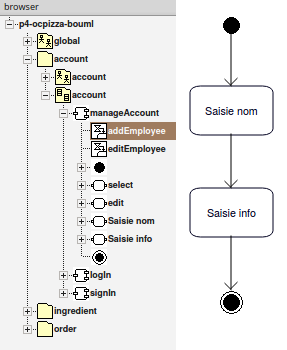 browser
p4-ocpizza-bouml
global
account
account
account
manageAccount
addEmployee
editEmployee
select
edit
Saisie nom
Saisie info
logIn
signIn
ingredient
order
Saisie nom
Saisie info